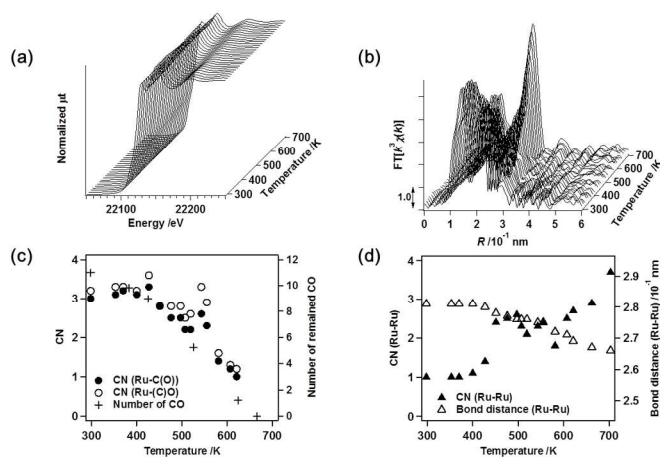 (a)
Normalized μt
22100
22200
Energy /eV
300
400
500
600
700
Temperature /K
(b)
FT[k³χ(k)]
1.0
0 1 2 3 4 5 6
R /10⁻¹ nm
300
400
500
600
700
Temperature /K
(c)
CN
4
3
2
1
0
CN (Ru-C(O))
CN (Ru-(C)O)
Number of CO
300 400 500 600 700
Temperature /K
12
10
8
6
4
2
0
Number of remained CO
(d)
CN (Ru-Ru)
4
3
2
1
0
CN (Ru-Ru)
Bond distance (Ru-Ru)
300 400 500 600 700
Temperature /K
2.9
2.8
2.7
2.6
2.5
Bond distance (Ru-Ru) /10⁻¹ nm